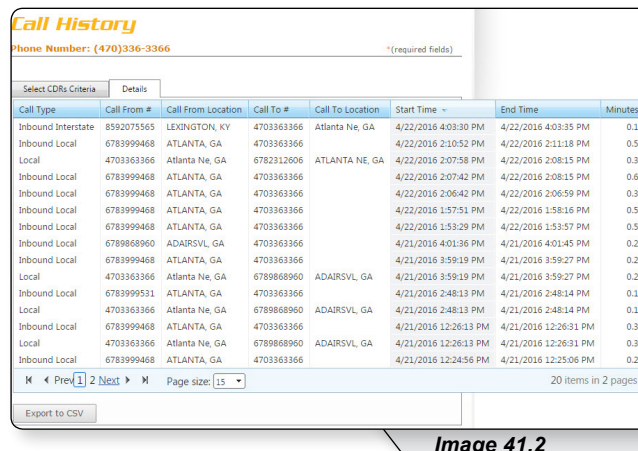 Call History
Phone Number: (470)336-3366 *(required fields)
Select CDRs Criteria Details
Call Type Call From # Call From Location Call To # Call To Location Start Time End Time Minutes
Inbound Interstate 8592075565 LEXINGTON, KY 4703363366 Atlanta Ne, GA 4/22/2016 4:03:30 PM 4/22/2016 4:03:35 PM 0.1
Inbound Local 6783999468 ATLANTA, GA 4703363366 4/22/2016 2:10:52 PM 4/22/2016 2:11:18 PM 0.5
Local 4703363366 Atlanta Ne, GA 6782312606 ATLANTA NE, GA 4/22/2016 2:07:58 PM 4/22/2016 2:08:15 PM 0.3
Inbound Local 6783999468 ATLANTA, GA 4703363366 4/22/2016 2:07:42 PM 4/22/2016 2:08:15 PM 0.6
Inbound Local 6783999468 ATLANTA, GA 4703363366 4/22/2016 2:06:42 PM 4/22/2016 2:06:59 PM 0.3
Inbound Local 6783999468 ATLANTA, GA 4703363366 4/22/2016 1:57:51 PM 4/22/2016 1:58:16 PM 0.5
Inbound Local 6783999468 ATLANTA, GA 4703363366 4/22/2016 1:53:29 PM 4/22/2016 1:53:57 PM 0.5
Inbound Local 6789868960 ADAIRSVL, GA 4703363366 4/21/2016 4:01:36 PM 4/21/2016 4:01:45 PM 0.2
Inbound Local 6783999468 ATLANTA, GA 4703363366 4/21/2016 3:59:19 PM 4/21/2016 3:59:27 PM 0.2
Local 4703363366 Atlanta Ne, GA 6789868960 ADAIRSVL, GA 4/21/2016 3:59:19 PM 4/21/2016 3:59:27 PM 0.2
Inbound Local 6783999531 ATLANTA, GA 4703363366 4/21/2016 2:48:13 PM 4/21/2016 2:48:14 PM 0.1
Local 4703363366 Atlanta Ne, GA 6789868960 ADAIRSVL, GA 4/21/2016 2:48:13 PM 4/21/2016 2:48:14 PM 0.1
Inbound Local 6783999468 ATLANTA, GA 4703363366 4/21/2016 12:26:13 PM 4/21/2016 12:26:31 PM 0.3
Local 4703363366 Atlanta Ne, GA 6789868960 ADAIRSVL, GA 4/21/2016 12:26:13 PM 4/21/2016 12:26:31 PM 0.3
Inbound Local 6783999468 ATLANTA, GA 4703363366 4/21/2016 12:24:56 PM 4/21/2016 12:25:06 PM 0.2
Prev 1 2 Next Page size: 15 20 items in 2 pages
Export to CSV
Image 41.2